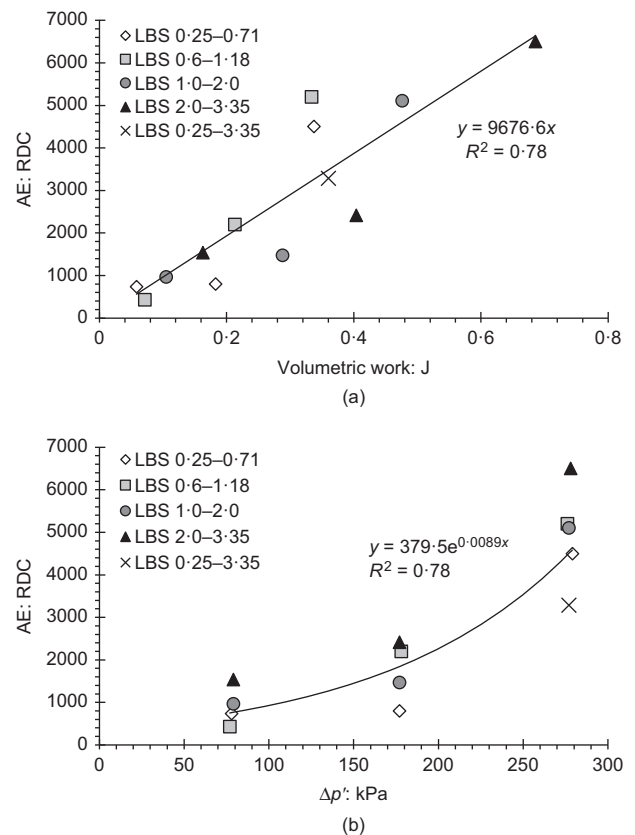 7000
6000
5000
4000
3000
2000
1000
0
AE: RDC
LBS 0·25–0·71
LBS 0·6–1·18
LBS 1·0–2·0
LBS 2·0–3·35
LBS 0·25–3·35
y = 9676·6x
R² = 0·78
0 0·2 0·4 0·6 0·8
Volumetric work: J
(a)
7000
6000
5000
4000
3000
2000
1000
0
AE: RDC
LBS 0·25–0·71
LBS 0·6–1·18
LBS 1·0–2·0
LBS 2·0–3·35
LBS 0·25–3·35
y = 379·5e^0·0089x
R² = 0·78
0 50 100 150 200 250 300
Δp′: kPa
(b)